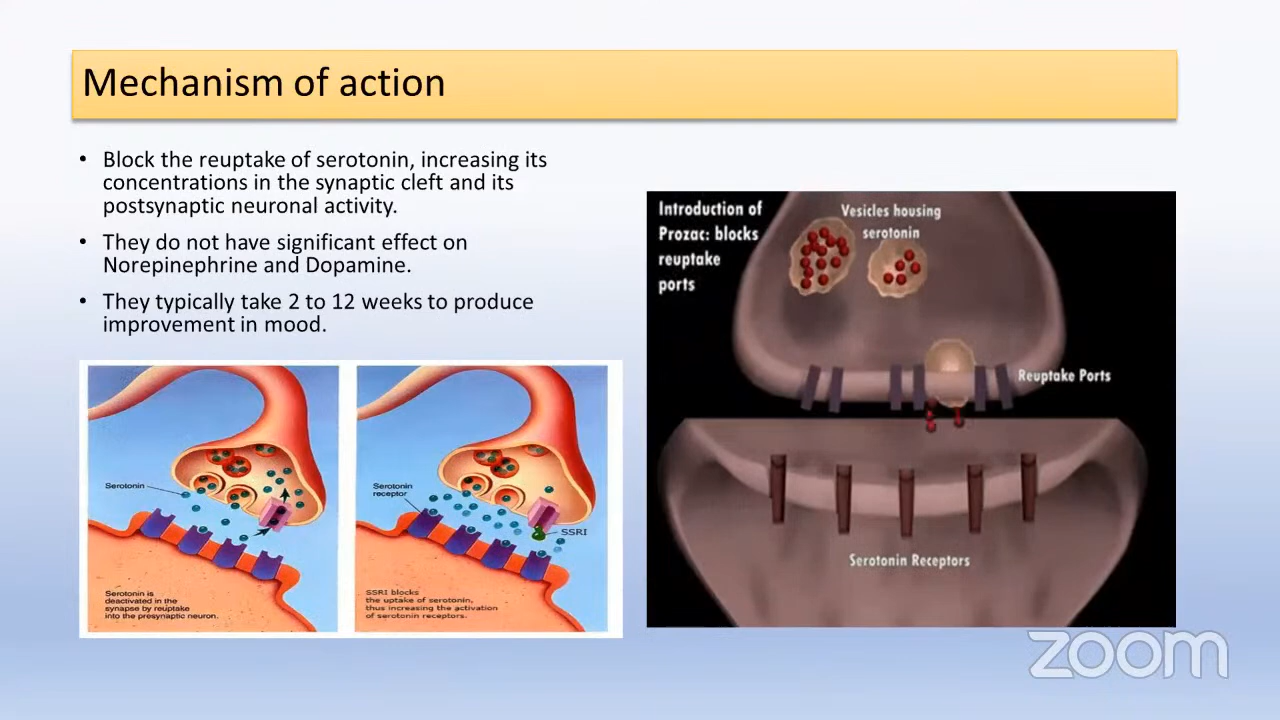 Mechanism of action
• Block the reuptake of serotonin, increasing its
concentrations in the synaptic cleft and its
postsynaptic neuronal activity.
• They do not have significant effect on
Norepinephrine and Dopamine.
• They typically take 2 to 12 weeks to produce
improvement in mood.
Serotonin
Serotonin is
deactivated in the
synapse by reuptake
into the presynaptic neuron.
Serotonin
receptor
SSRI
SSRI blocks
the uptake of serotonin,
thus increasing the activation
of serotonin receptors.
Introduction of
Prozac: blocks
reuptake
ports
Vesicles housing
serotonin
Reuptake Ports
Serotonin Receptors
zoom